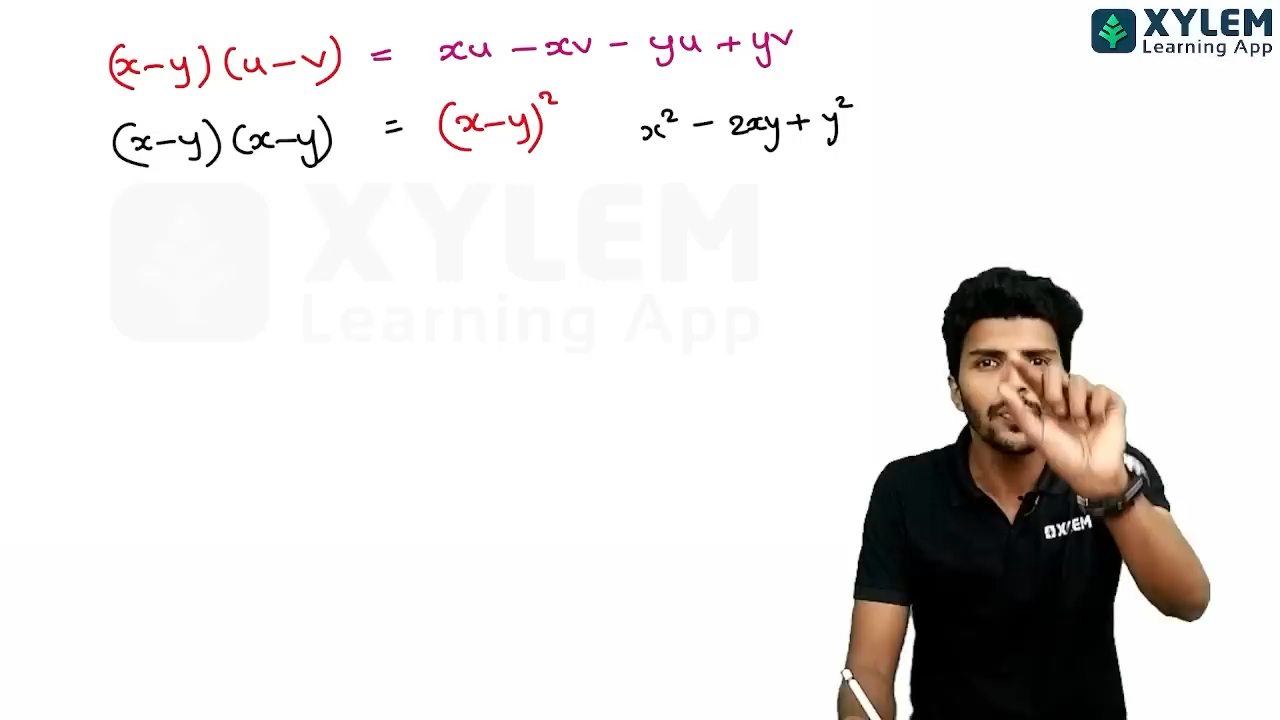 XYLEM
Learning App
(x-y) (u-v) = xu - xv - yu + yv
(x-y) (x-y) = (x-y)² x² - 2xy + y²
XYLEM
Learning App
XYLEM